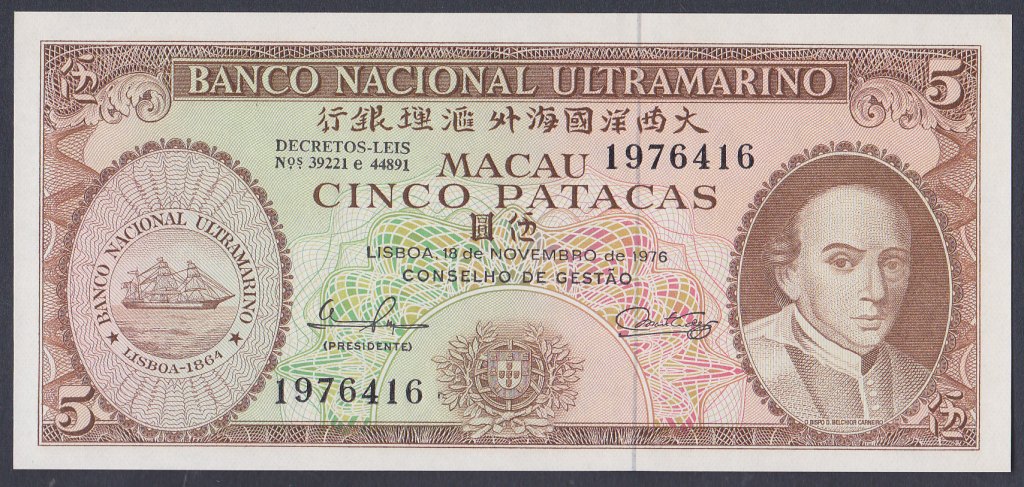 伍
5
BANCO NACIONAL ULTRAMARINO
大西洋國海外滙理銀行
DECRETOS-LEIS
Nos. 39221 e 44891
MACAU
1976416
CINCO PATACAS
伍圓
LISBOA, 18 de NOVEMBRO de 1976
CONSELHO DE GESTÃO
BANCO NACIONAL ULTRAMARINO
★ LISBOA-1864 ★
(PRESIDENTE)
1976416
O BISPO D. MELCHIOR CARNEIRO
5
伍